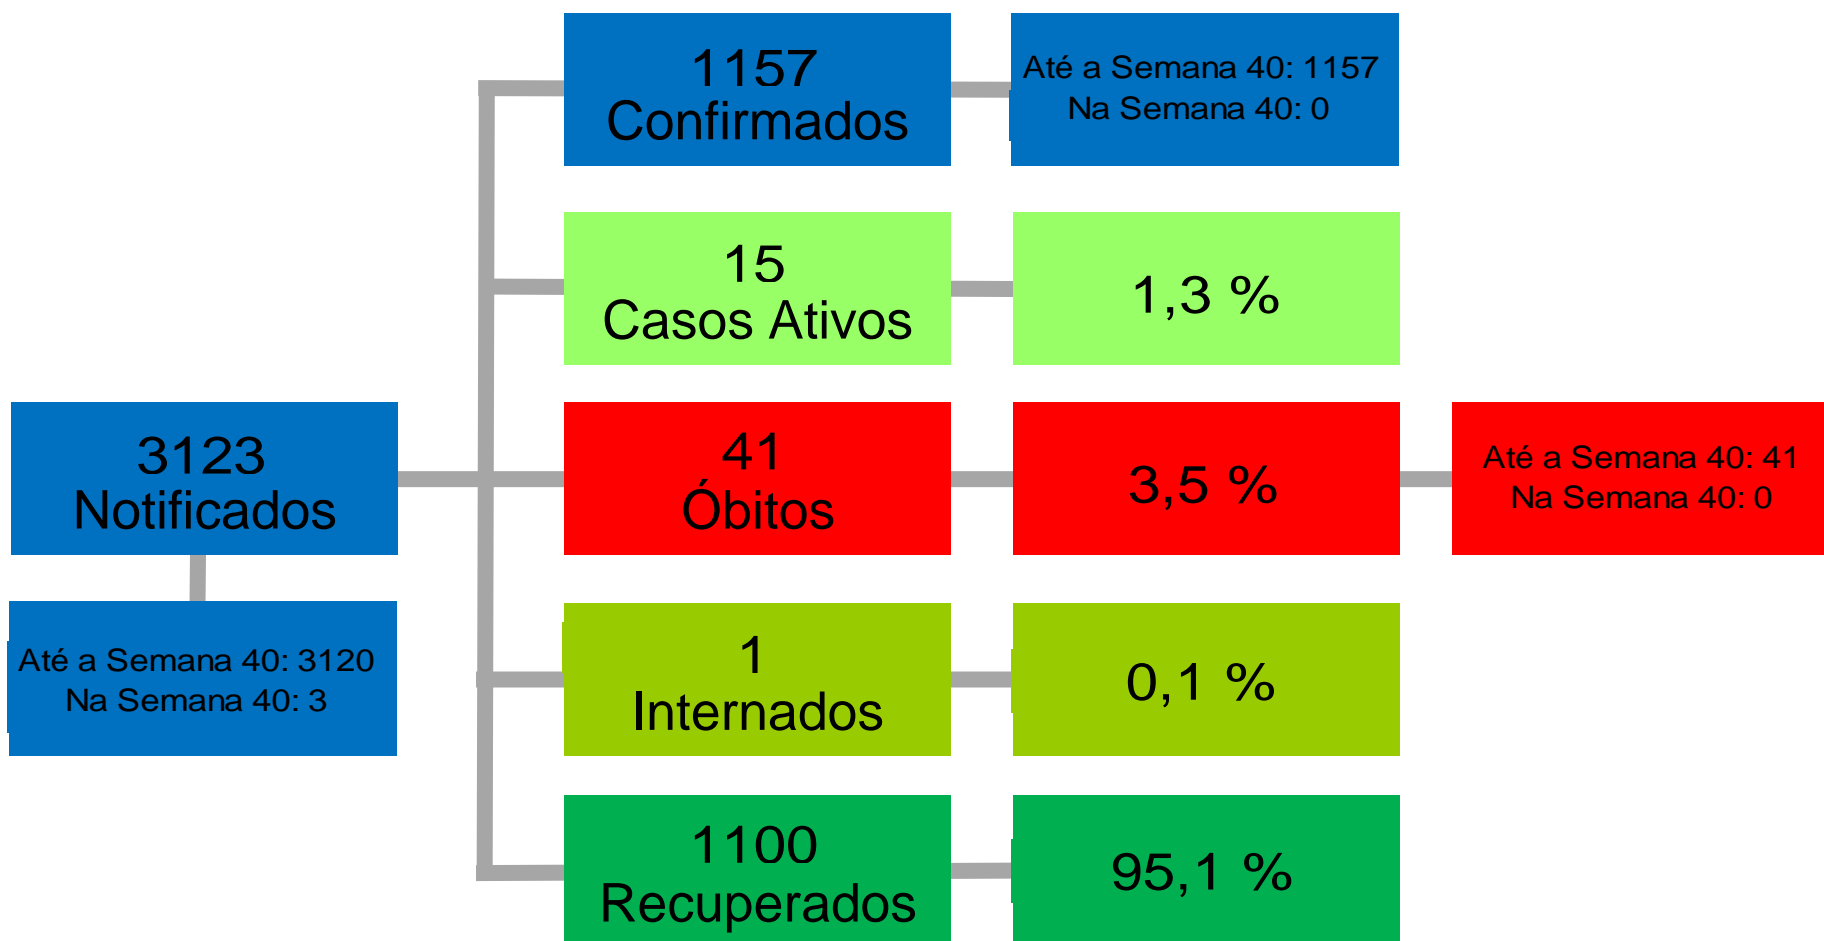 1157
Confirmados
Até a Semana 40: 1157
Na Semana 40: 0
15
Casos Ativos
1,3 %
3123
Notificados
41
Óbitos
3,5 %
Até a Semana 40: 41
Na Semana 40: 0
Até a Semana 40: 3120
Na Semana 40: 3
1
Internados
0,1 %
1100
Recuperados
95,1 %